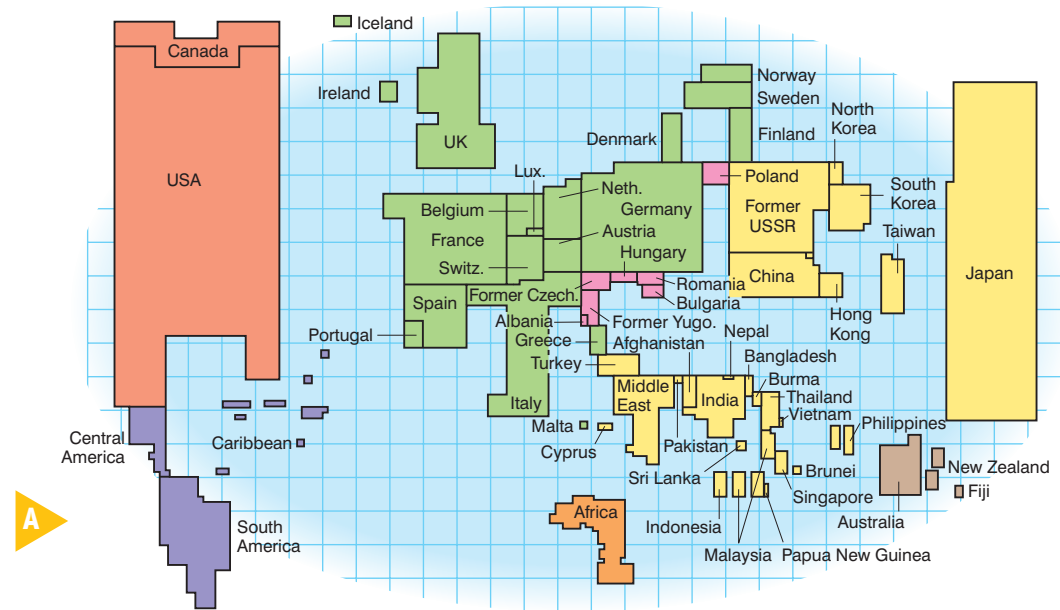 Iceland
Canada
Norway
Sweden
Ireland
North
Korea
Denmark
Finland
UK
Lux.
Poland
USA
Neth.
South
Korea
Belgium
Germany
Former
USSR
France
Austria
Taiwan
Hungary
Switz.
China
Japan
Romania
Spain
Former Czech.
Bulgaria
Hong
Kong
Portugal
Albania
Former Yugo.
Nepal
Greece
Afghanistan
Bangladesh
Turkey
Burma
Middle
East
India
Thailand
Italy
Vietnam
Philippines
Central
America
Caribbean
Malta
Cyprus
Pakistan
Sri Lanka
Brunei
New Zealand
Singapore
Fiji
A
Africa
South
America
Indonesia
Australia
Malaysia
Papua New Guinea